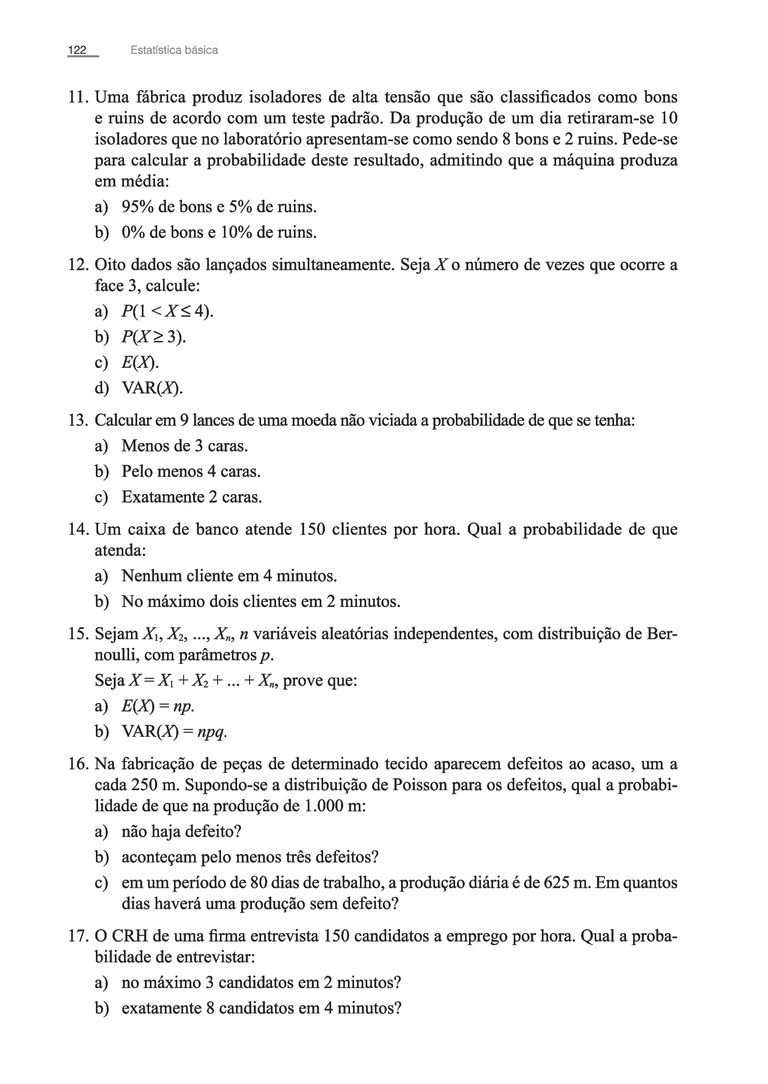 122 Estatística básica
11. Uma fábrica produz isoladores de alta tensão que são classificados como bons
e ruins de acordo com um teste padrão. Da produção de um dia retiraram-se 10
isoladores que no laboratório apresentam-se como sendo 8 bons e 2 ruins. Pede-se
para calcular a probabilidade deste resultado, admitindo que a máquina produza
em média:
a) 95% de bons e 5% de ruins.
b) 0% de bons e 10% de ruins.
12. Oito dados são lançados simultaneamente. Seja X o número de vezes que ocorre a
face 3, calcule:
a) P(1 < X ≤ 4).
b) P(X ≥ 3).
c) E(X).
d) VAR(X).
13. Calcular em 9 lances de uma moeda não viciada a probabilidade de que se tenha:
a) Menos de 3 caras.
b) Pelo menos 4 caras.
c) Exatamente 2 caras.
14. Um caixa de banco atende 150 clientes por hora. Qual a probabilidade de que
atenda:
a) Nenhum cliente em 4 minutos.
b) No máximo dois clientes em 2 minutos.
15. Sejam X₁, X₂, ..., Xₙ, n variáveis aleatórias independentes, com distribuição de Ber-
noulli, com parâmetros p.
Seja X = X₁ + X₂ + ... + Xₙ, prove que:
a) E(X) = np.
b) VAR(X) = npq.
16. Na fabricação de peças de determinado tecido aparecem defeitos ao acaso, um a
cada 250 m. Supondo-se a distribuição de Poisson para os defeitos, qual a probabi-
lidade de que na produção de 1.000 m:
a) não haja defeito?
b) aconteçam pelo menos três defeitos?
c) em um período de 80 dias de trabalho, a produção diária é de 625 m. Em quantos
dias haverá uma produção sem defeito?
17. O CRH de uma firma entrevista 150 candidatos a emprego por hora. Qual a proba-
bilidade de entrevistar:
a) no máximo 3 candidatos em 2 minutos?
b) exatamente 8 candidatos em 4 minutos?